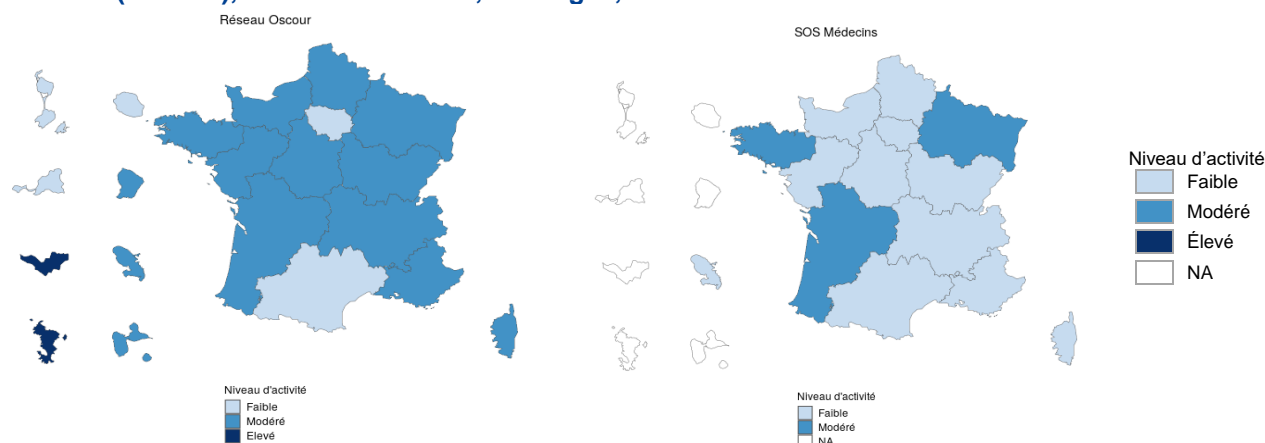 Réseau Oscour
SOS Médecins
Niveau d'activité
Faible
Modéré
Elevé
Niveau d'activité
Faible
Modéré
NA
Niveau d’activité
Faible
Modéré
Élevé
NA